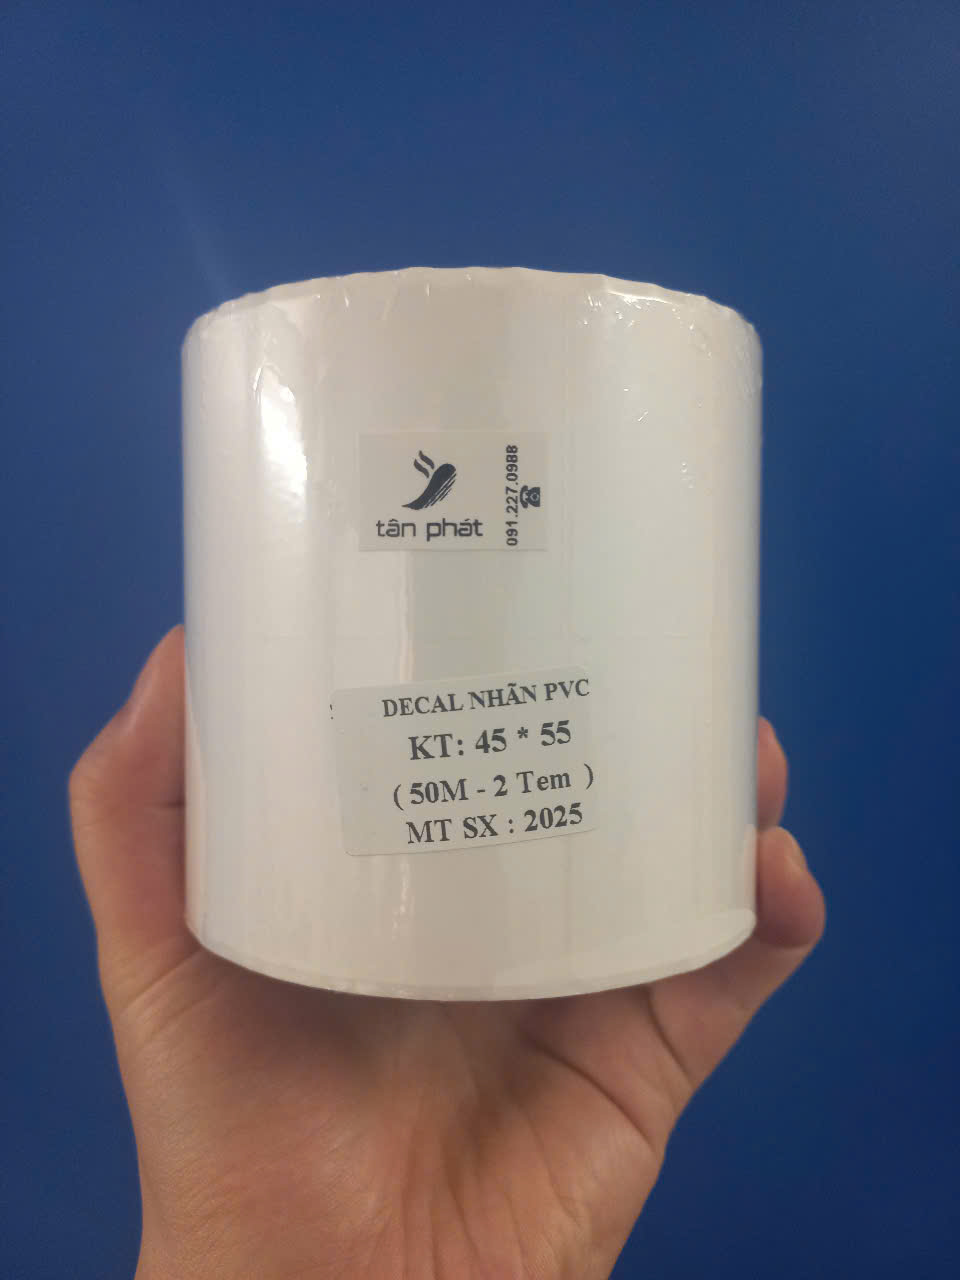 tân phát
091.227.0988
DECAL NHÃN PVC
KT: 45 * 55
( 50M - 2 Tem )
MT SX : 2025